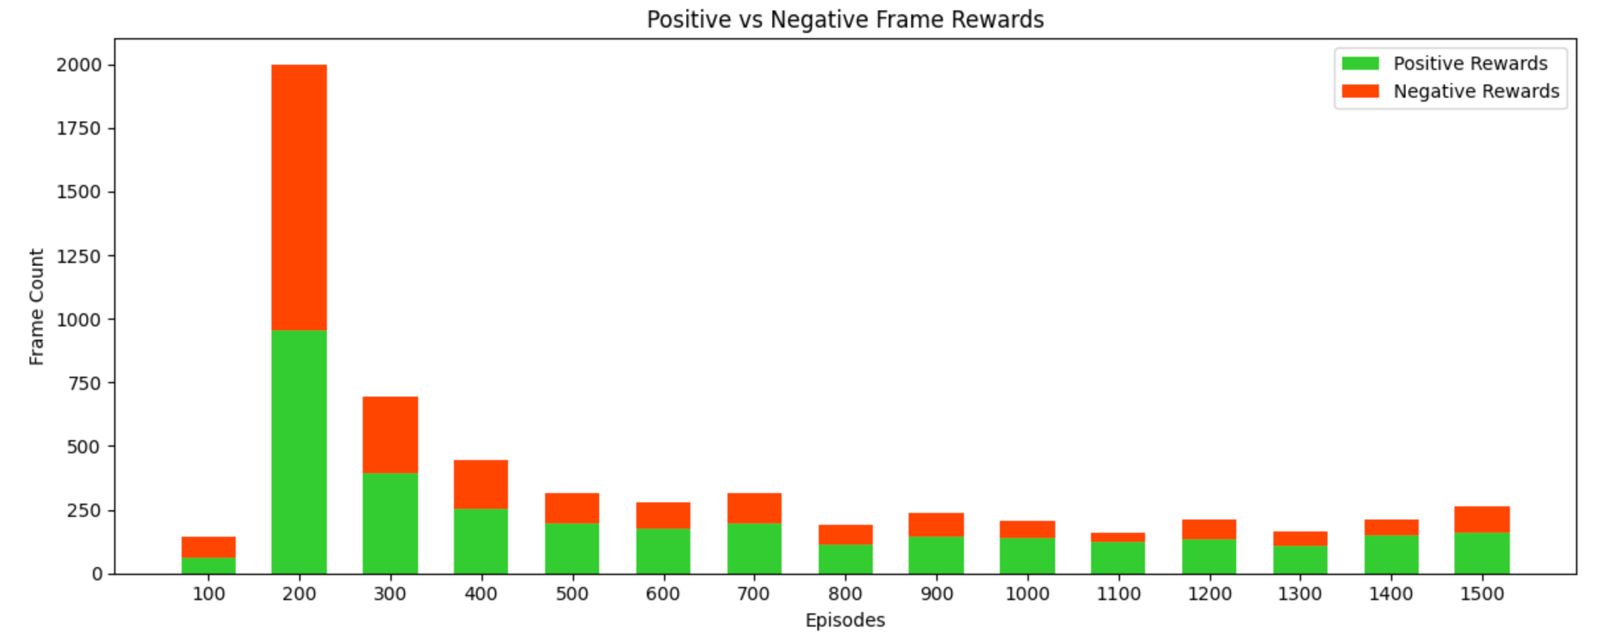 Positive vs Negative Frame Rewards
Positive Rewards
Negative Rewards
Frame Count
2000
1750
1500
1250
1000
750
500
250
0
100 200 300 400 500 600 700 800 900 1000 1100 1200 1300 1400 1500
Episodes